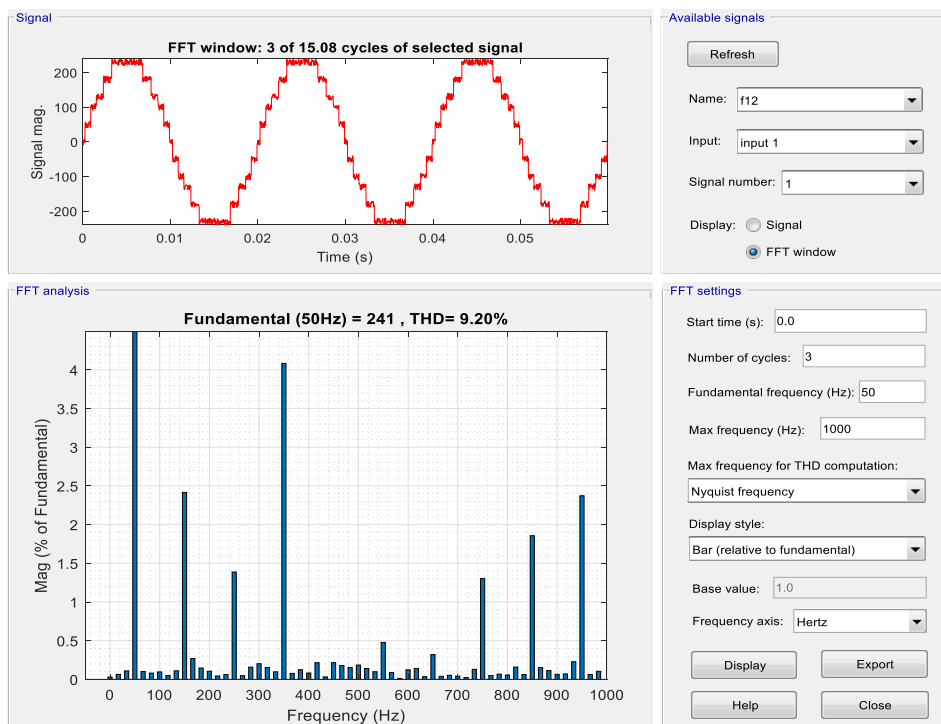 Signal
FFT window: 3 of 15.08 cycles of selected signal
Signal mag.
200
100
0
-100
-200
0
0.01
0.02
0.03
0.04
0.05
Time (s)
Available signals
Refresh
Name:
f12
Input:
input 1
Signal number:
1
Display:
Signal
FFT window
FFT analysis
Fundamental (50Hz) = 241 , THD= 9.20%
Mag (% of Fundamental)
4
3.5
3
2.5
2
1.5
1
0.5
0
0
100
200
300
400
500
600
700
800
900
1000
Frequency (Hz)
FFT settings
Start time (s):
0.0
Number of cycles:
3
Fundamental frequency (Hz):
50
Max frequency (Hz):
1000
Max frequency for THD computation:
Nyquist frequency
Display style:
Bar (relative to fundamental)
Base value:
1.0
Frequency axis:
Hertz
Display
Export
Help
Close